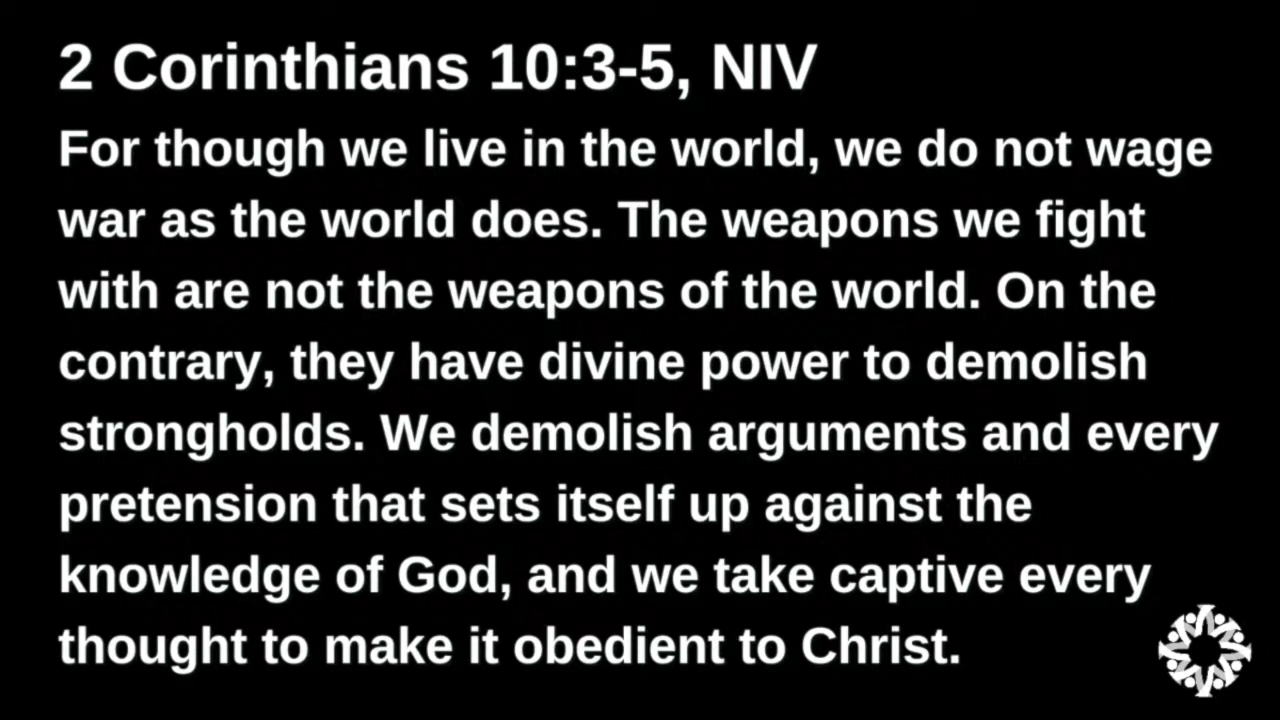 2 Corinthians 10:3-5, NIV
For though we live in the world, we do not wage
war as the world does. The weapons we fight
with are not the weapons of the world. On the
contrary, they have divine power to demolish
strongholds. We demolish arguments and every
pretension that sets itself up against the
knowledge of God, and we take captive every
thought to make it obedient to Christ.